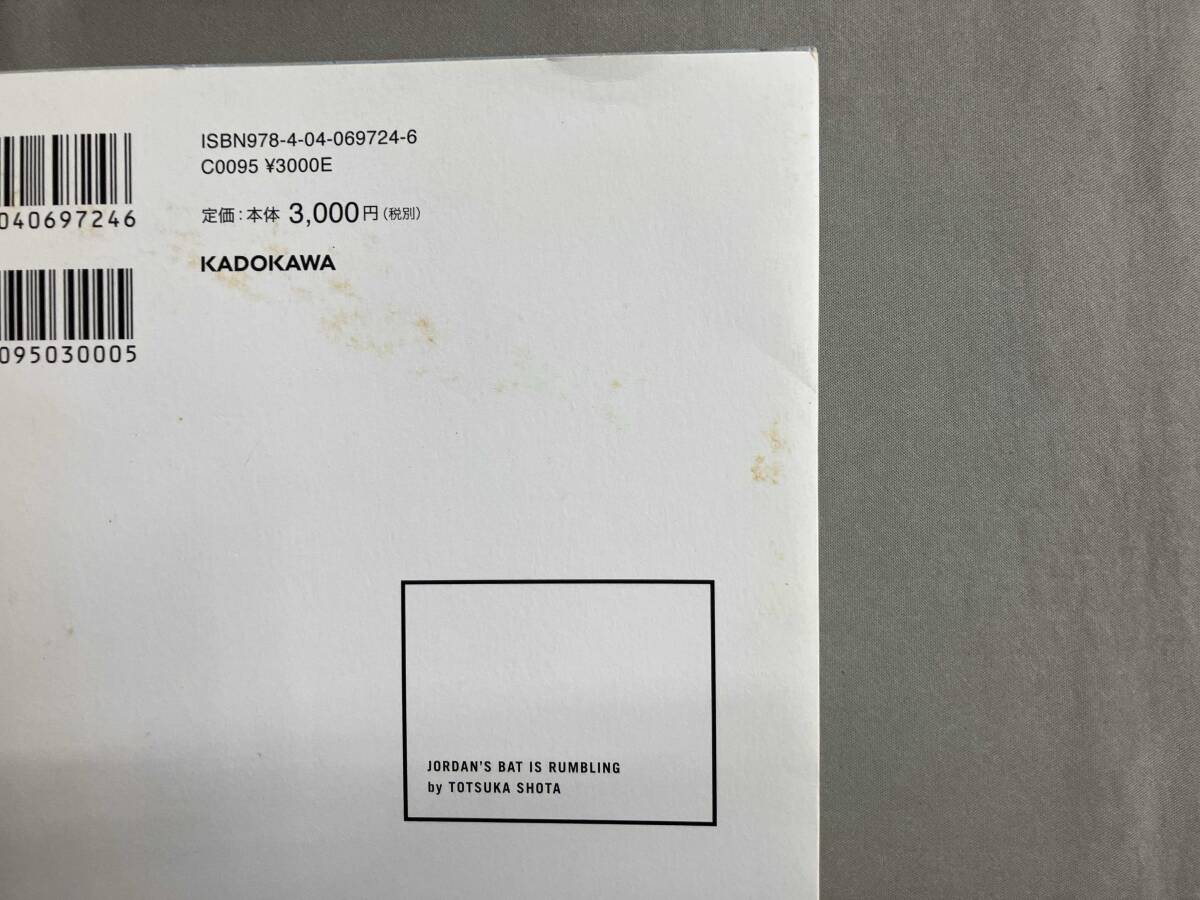 ISBN978-4-04-069724-6
C0095 ¥3000E
定価：本体 3,000円（税別）
KADOKAWA
040697246
095030005
JORDAN'S BAT IS RUMBLING
by TOTSUKA SHOTA